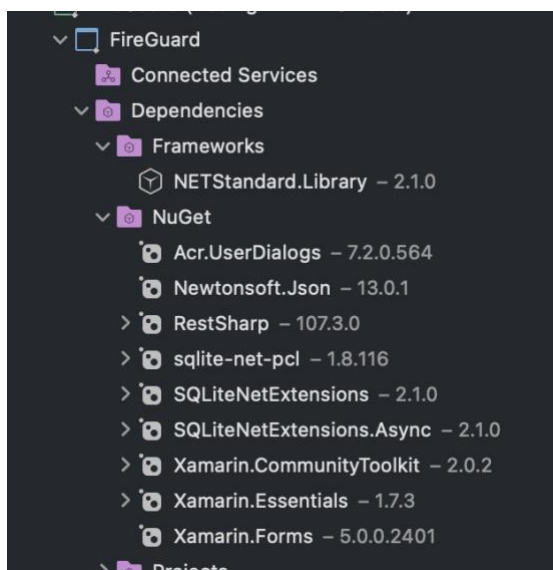 FireGuard
Connected Services
Dependencies
Frameworks
NETStandard.Library – 2.1.0
NuGet
Acr.UserDialogs – 7.2.0.564
Newtonsoft.Json – 13.0.1
RestSharp – 107.3.0
sqlite-net-pcl – 1.8.116
SQLiteNetExtensions – 2.1.0
SQLiteNetExtensions.Async – 2.1.0
Xamarin.CommunityToolkit – 2.0.2
Xamarin.Essentials – 1.7.3
Xamarin.Forms – 5.0.0.2401
Projects